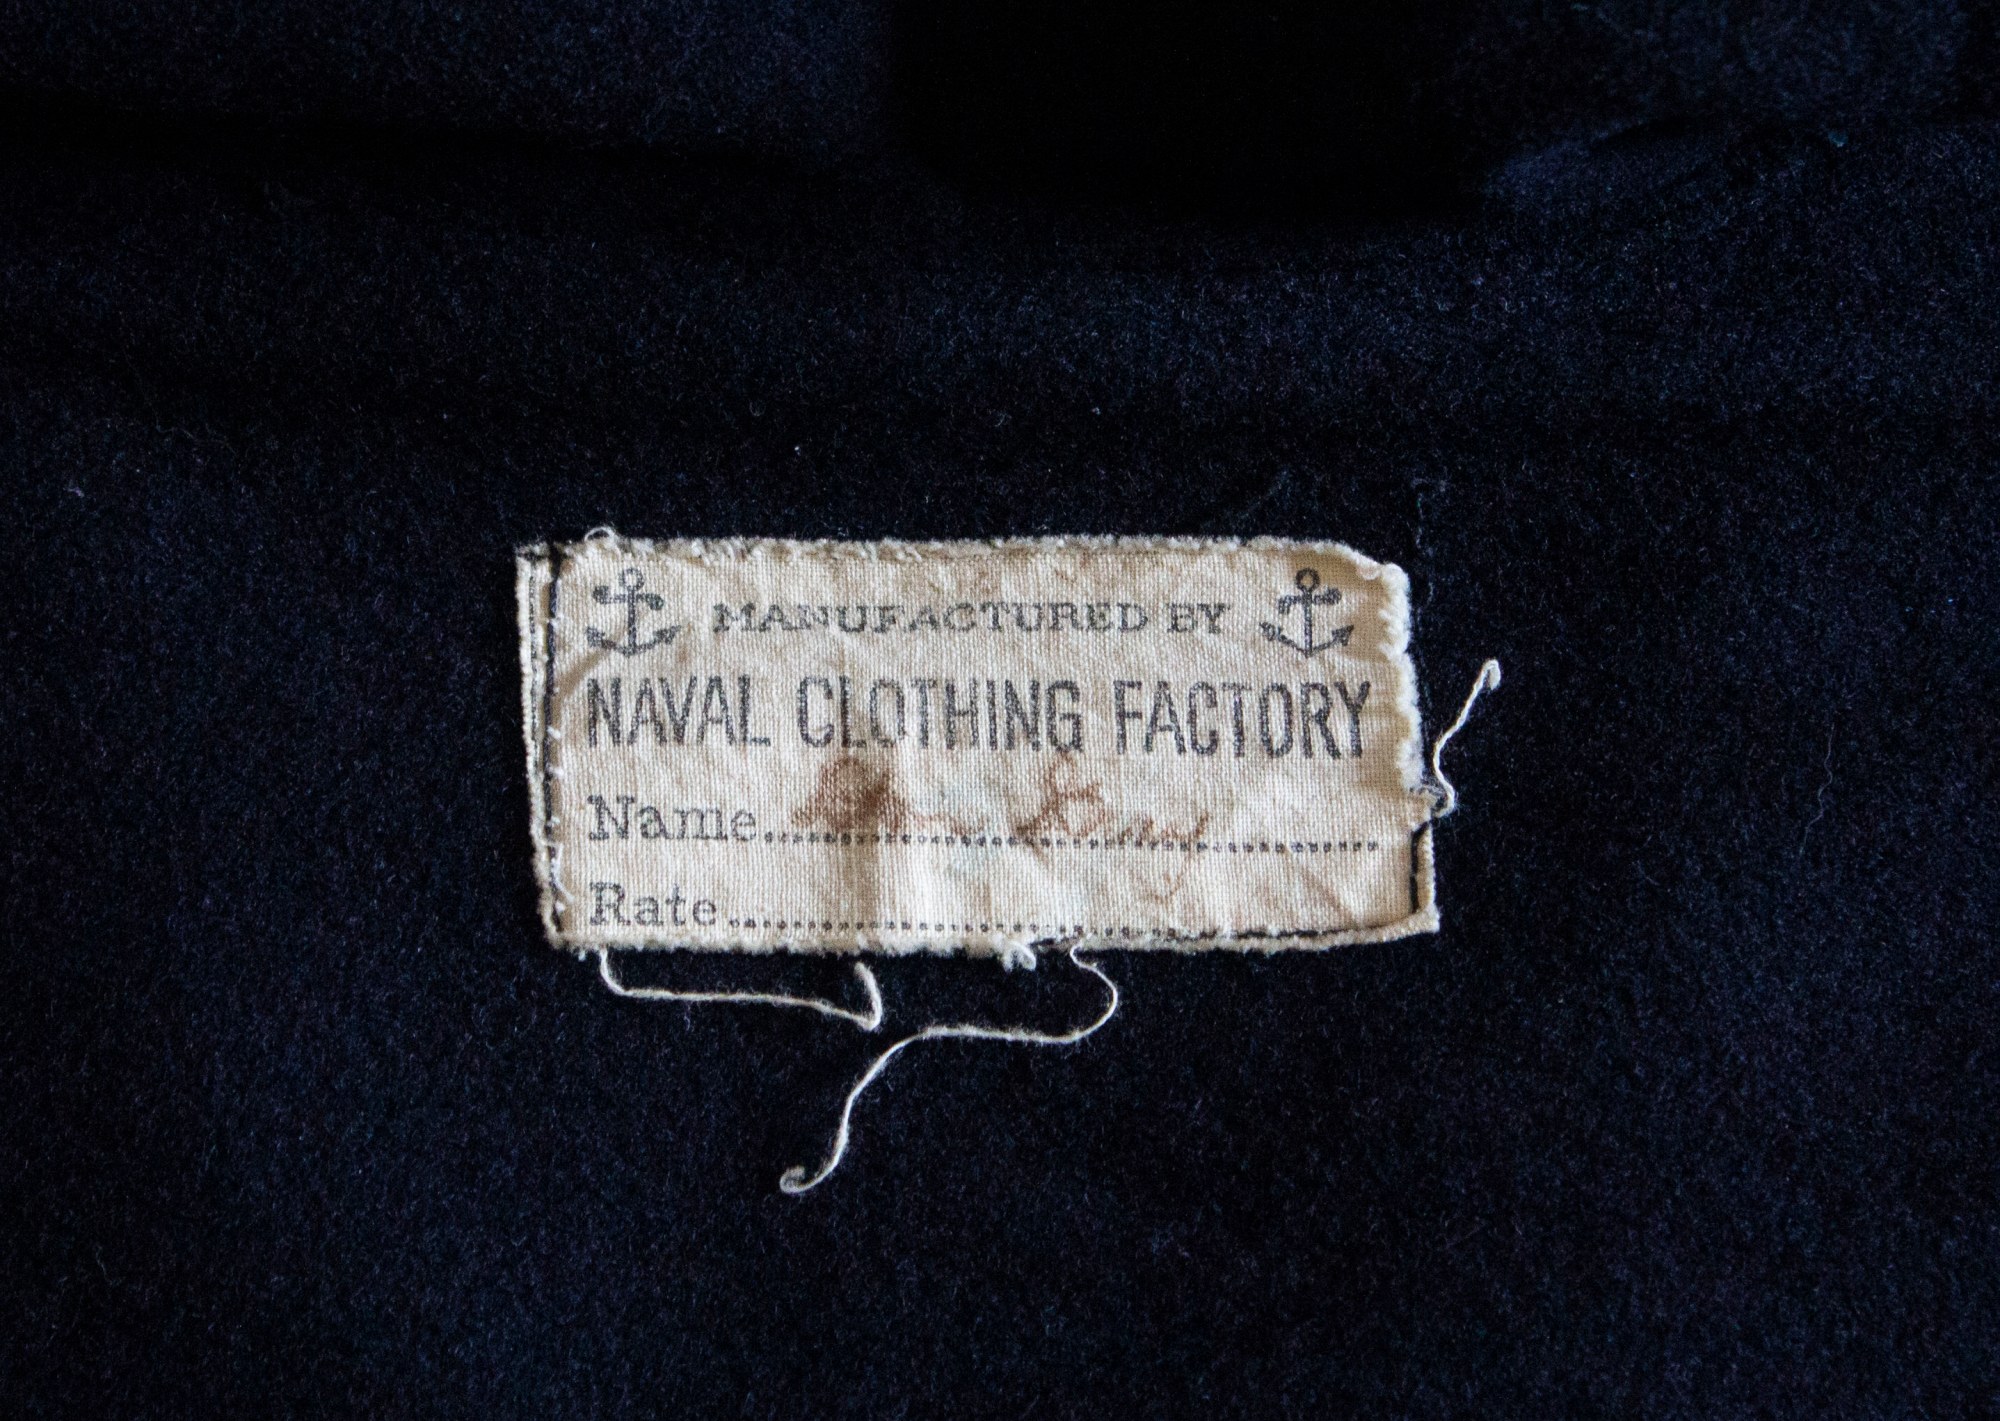 MANUFACTURED BY
NAVAL CLOTHING FACTORY
Name
Rate